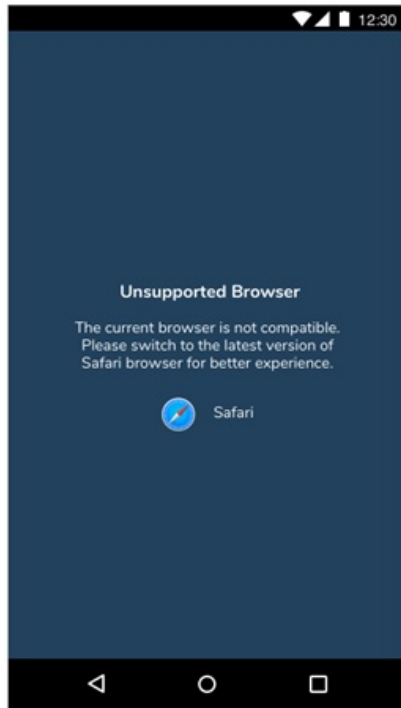 12:30
Unsupported Browser
The current browser is not compatible.
Please switch to the latest version of
Safari browser for better experience.
Safari